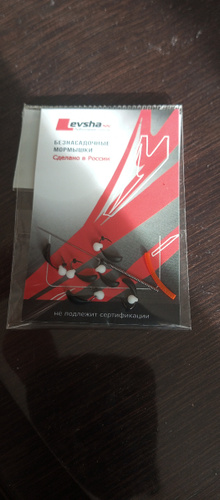 Levsha
БЕЗНАСАДОЧНЫЕ
МОРМЫШКИ
Сделано в России
не подлежит сертификации